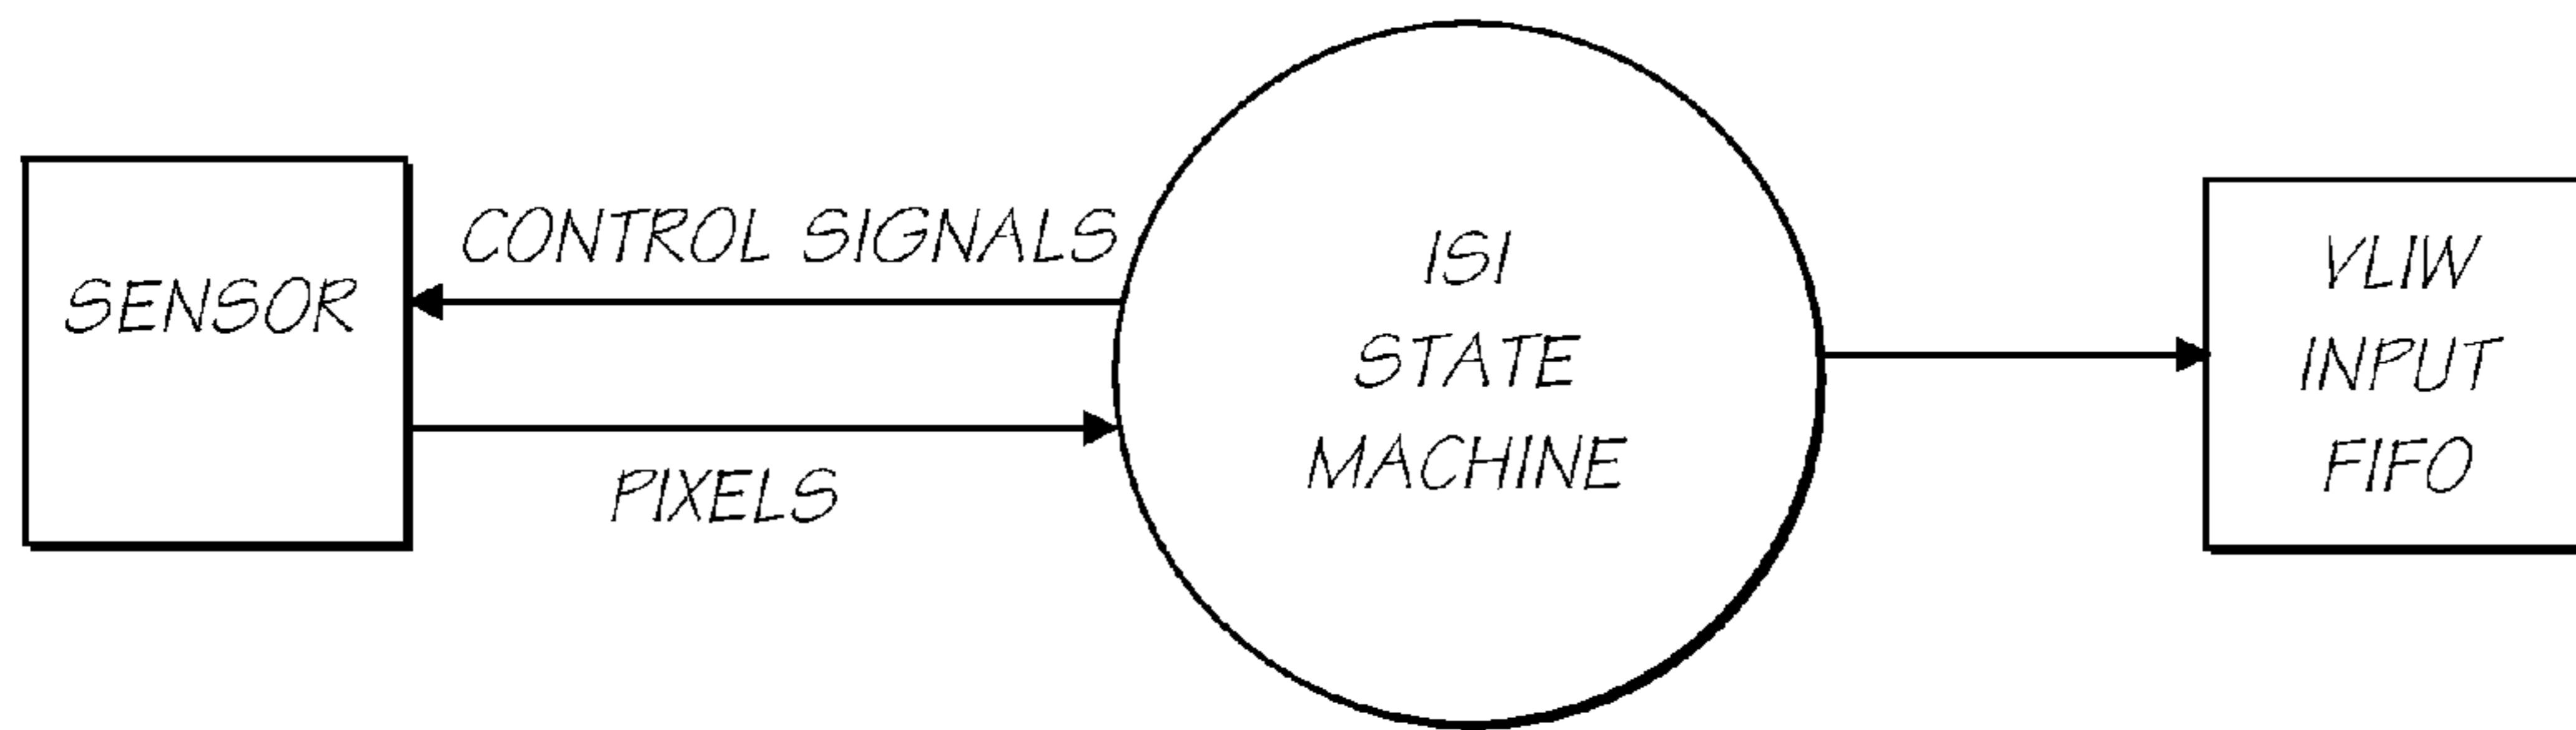 SENSOR
CONTROL SIGNALS
PIXELS
ISI
STATE
MACHINE
VLIW
INPUT
FIFO